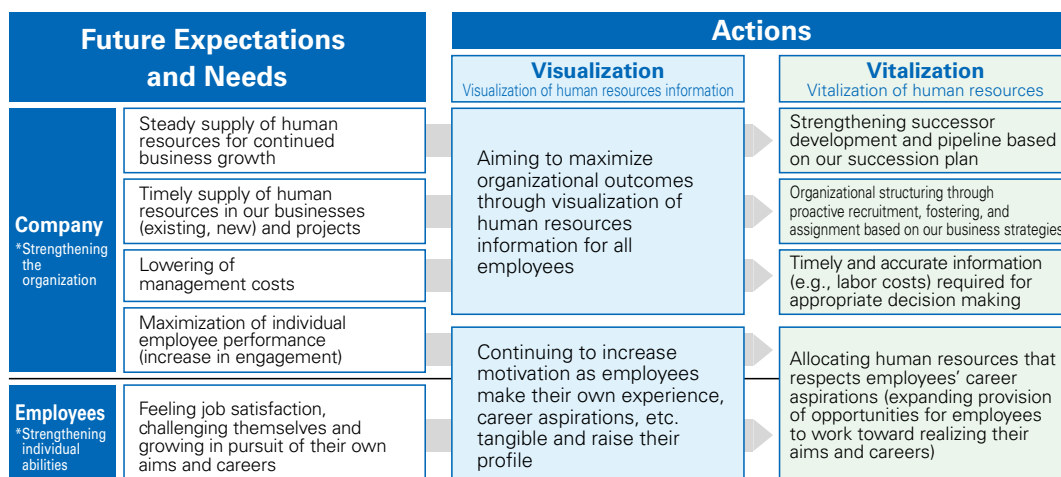 Future Expectations
and Needs
Actions
Visualization
Visualization of human resources information
Vitalization
Vitalization of human resources
Company
*Strengthening
the
organization
Steady supply of human
resources for continued
business growth
Timely supply of human
resources in our businesses
(existing, new) and projects
Lowering of
management costs
Maximization of individual
employee performance
(increase in engagement)
Aiming to maximize
organizational outcomes
through visualization of
human resources
information for all
employees
Strengthening successor
development and pipeline based
on our succession plan
Organizational structuring through
proactive recruitment, fostering, and
assignment based on our business strategies
Timely and accurate information
(e.g., labor costs) required for
appropriate decision making
Employees
*Strengthening
individual
abilities
Feeling job satisfaction,
challenging themselves and
growing in pursuit of their own
aims and careers
Continuing to increase
motivation as employees
make their own experience,
career aspirations, etc.
tangible and raise their
profile
Allocating human resources that
respects employees' career
aspirations (expanding provision
of opportunities for employees
to work toward realizing their
aims and careers)